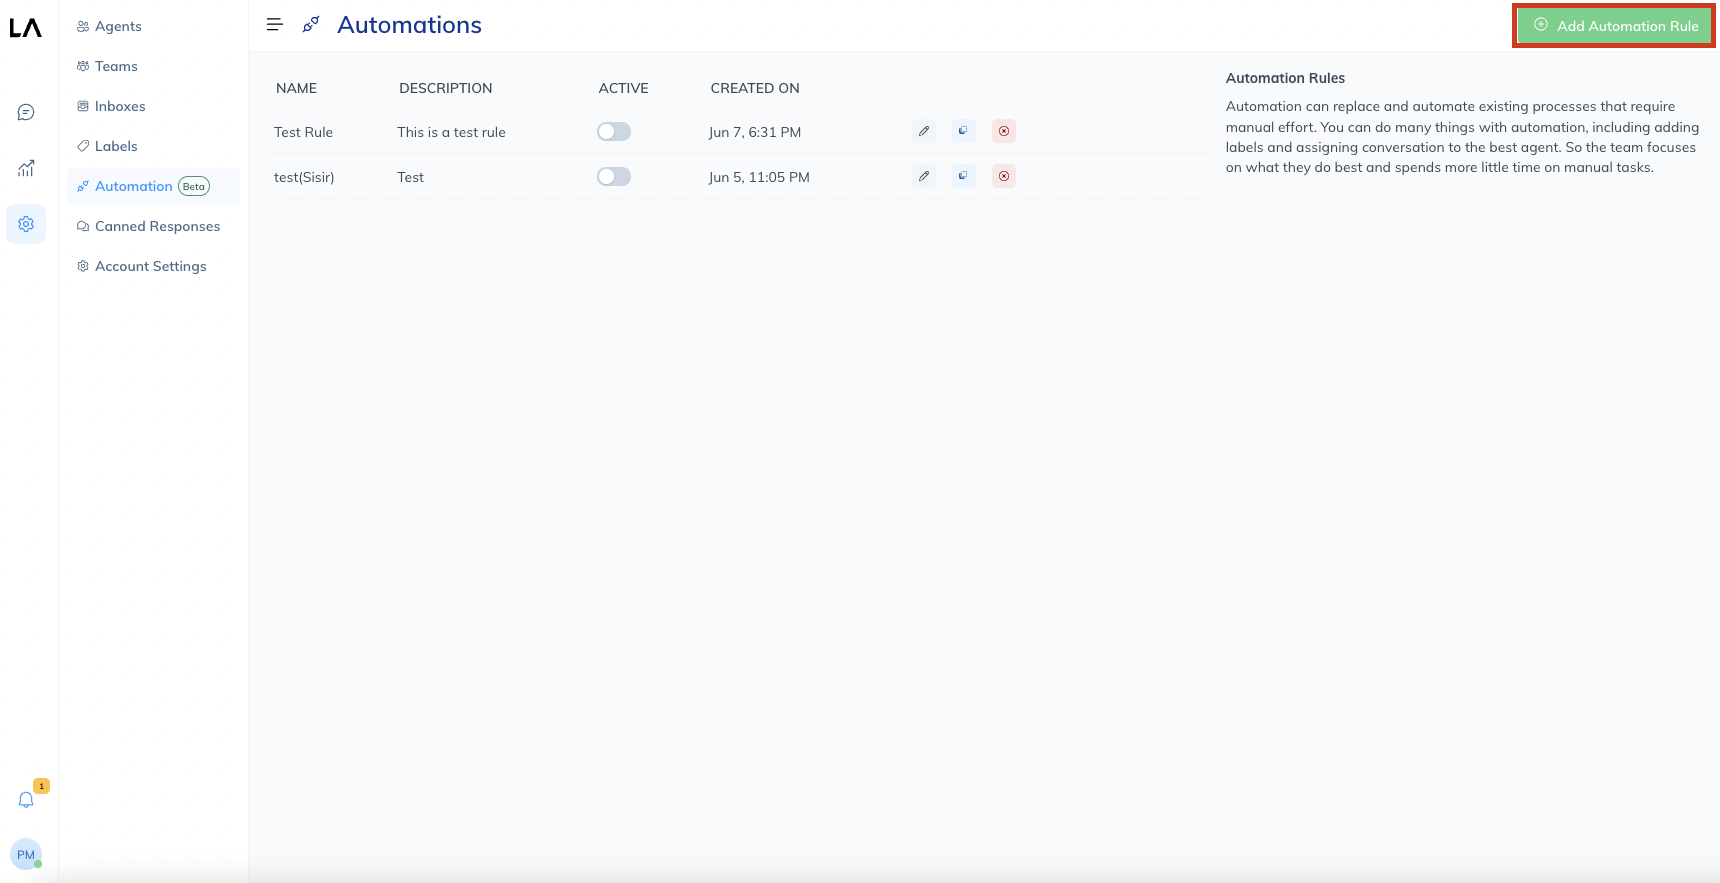 LA
Agents
Teams
Inboxes
Labels
Automation Beta
Canned Responses
Account Settings
1
PM
Automations
Add Automation Rule
NAME DESCRIPTION ACTIVE CREATED ON
Test Rule This is a test rule Jun 7, 6:31 PM
test(Sisir) Test Jun 5, 11:05 PM
Automation Rules
Automation can replace and automate existing processes that require
manual effort. You can do many things with automation, including adding
labels and assigning conversation to the best agent. So the team focuses
on what they do best and spends more little time on manual tasks.